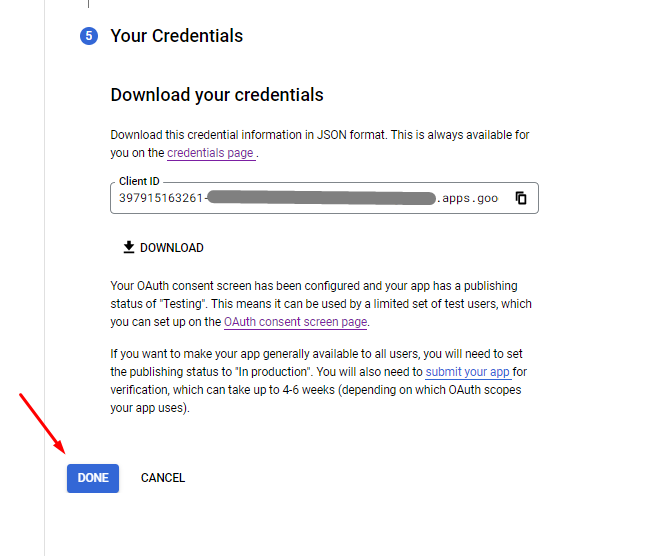 5 Your Credentials
Download your credentials
Download this credential information in JSON format. This is always available for
you on the credentials page .
Client ID
397915163261- .apps.goo
DOWNLOAD
Your OAuth consent screen has been configured and your app has a publishing
status of "Testing". This means it can be used by a limited set of test users, which
you can set up on the OAuth consent screen page.
If you want to make your app generally available to all users, you will need to set
the publishing status to "In production". You will also need to submit your app for
verification, which can take up to 4-6 weeks (depending on which OAuth scopes
your app uses).
DONE CANCEL